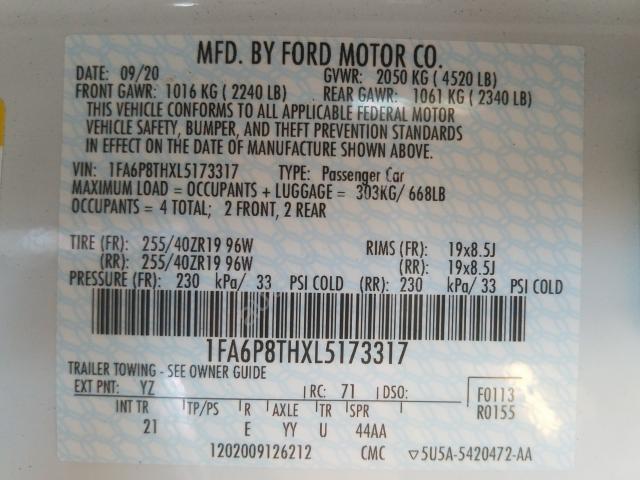 MFD. BY FORD MOTOR CO.
DATE: 09/20 GVWR: 2050 KG ( 4520 LB)
FRONT GAWR: 1016 KG ( 2240 LB) REAR GAWR: 1061 KG ( 2340 LB)
THIS VEHICLE CONFORMS TO ALL APPLICABLE FEDERAL MOTOR
VEHICLE SAFETY, BUMPER, AND THEFT PREVENTION STANDARDS
IN EFFECT ON THE DATE OF MANUFACTURE SHOWN ABOVE.
VIN: 1FA6P8THXL5173317 TYPE: Passenger Car
MAXIMUM LOAD = OCCUPANTS + LUGGAGE = 303KG/ 668LB
OCCUPANTS = 4 TOTAL; 2 FRONT, 2 REAR
TIRE (FR): 255/40ZR19 96W RIMS (FR): 19x8.5J
(RR): 255/40ZR19 96W (RR): 19x8.5J
PRESSURE (FR): 230 kPa/ 33 PSI COLD (RR): 230 kPa/ 33 PSI COLD
1FA6P8THXL5173317
TRAILER TOWING - SEE OWNER GUIDE
EXT PNT: YZ RC: 71 DSO: F0113
R0155
INT TR TP/PS R AXLE TR SPR
21 E YY U 44AA
1202009126212 CMC ▽5U5A-5420472-AA